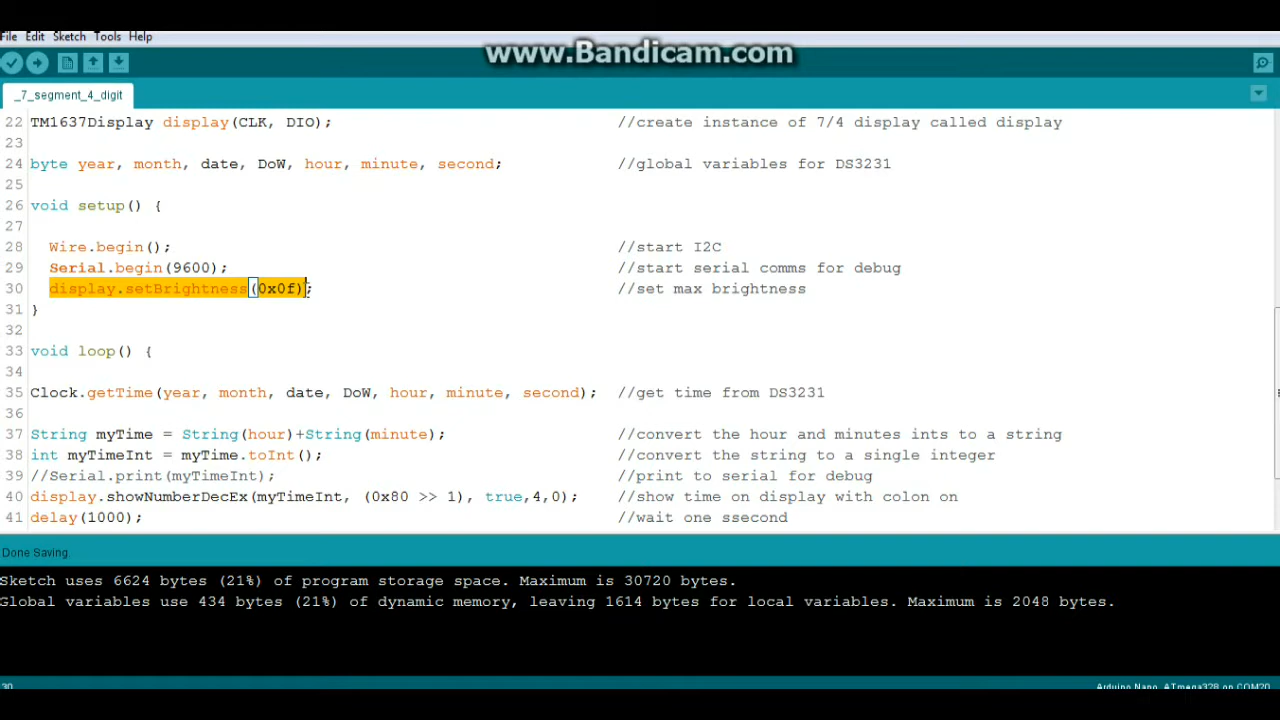 www.Bandicam.com
File Edit Sketch Tools Help
_7_segment_4_digit
22 TM1637Display display(CLK, DIO); //create instance of 7/4 display called display
23
24 byte year, month, date, DoW, hour, minute, second; //global variables for DS3231
25
26 void setup() {
27
28 Wire.begin(); //start I2C
29 Serial.begin(9600); //start serial comms for debug
30 display.setBrightness(0x0f); //set max brightness
31 }
32
33 void loop() {
34
35 Clock.getTime(year, month, date, DoW, hour, minute, second); //get time from DS3231
36
37 String myTime = String(hour)+String(minute); //convert the hour and minutes ints to a string
38 int myTimeInt = myTime.toInt(); //convert the string to a single integer
39 //Serial.print(myTimeInt); //print to serial for debug
40 display.showNumberDecEx(myTimeInt, (0x80 >> 1), true,4,0); //show time on display with colon on
41 delay(1000); //wait one ssecond
Done Saving.
Sketch uses 6624 bytes (21%) of program storage space. Maximum is 30720 bytes.
Global variables use 434 bytes (21%) of dynamic memory, leaving 1614 bytes for local variables. Maximum is 2048 bytes.
30
Arduino Nano, ATmega328 on COM20